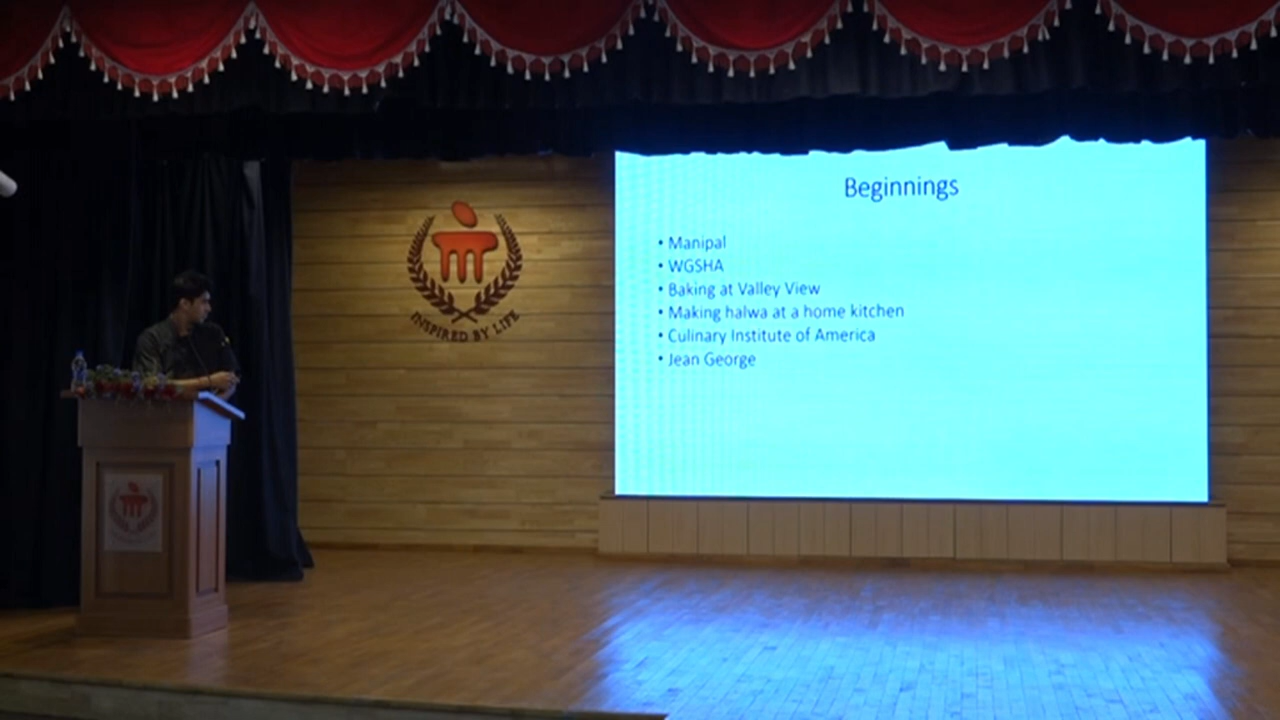 Beginnings
• Manipal
• WGSHA
• Baking at Valley View
• Making halwa at a home kitchen
• Culinary Institute of America
• Jean George
INSPIRED BY LIFE